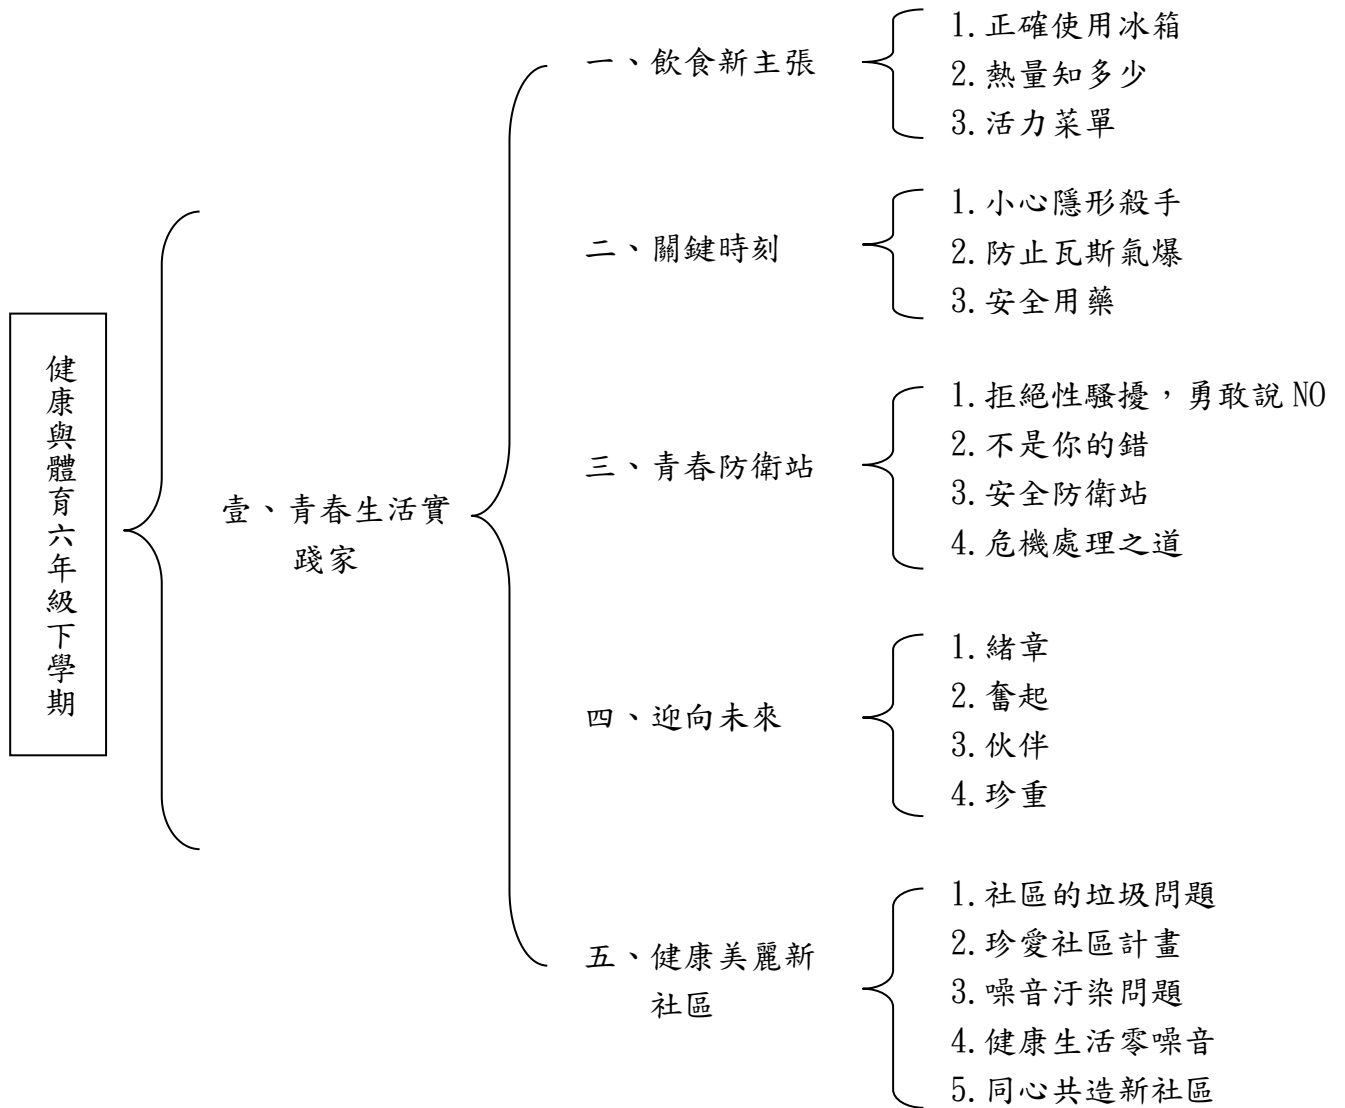 健康與體育六年級下學期
壹、青春生活實
踐家
一、飲食新主張
1.正確使用冰箱
2.熱量知多少
3.活力菜單
二、關鍵時刻
1.小心隱形殺手
2.防止瓦斯氣爆
3.安全用藥
三、青春防衛站
1.拒絕性騷擾，勇敢說 NO
2.不是你的錯
3.安全防衛站
4.危機處理之道
四、迎向未來
1.緒章
2.奮起
3.伙伴
4.珍重
五、健康美麗新
社區
1.社區的垃圾問題
2.珍愛社區計畫
3.噪音汙染問題
4.健康生活零噪音
5.同心共造新社區